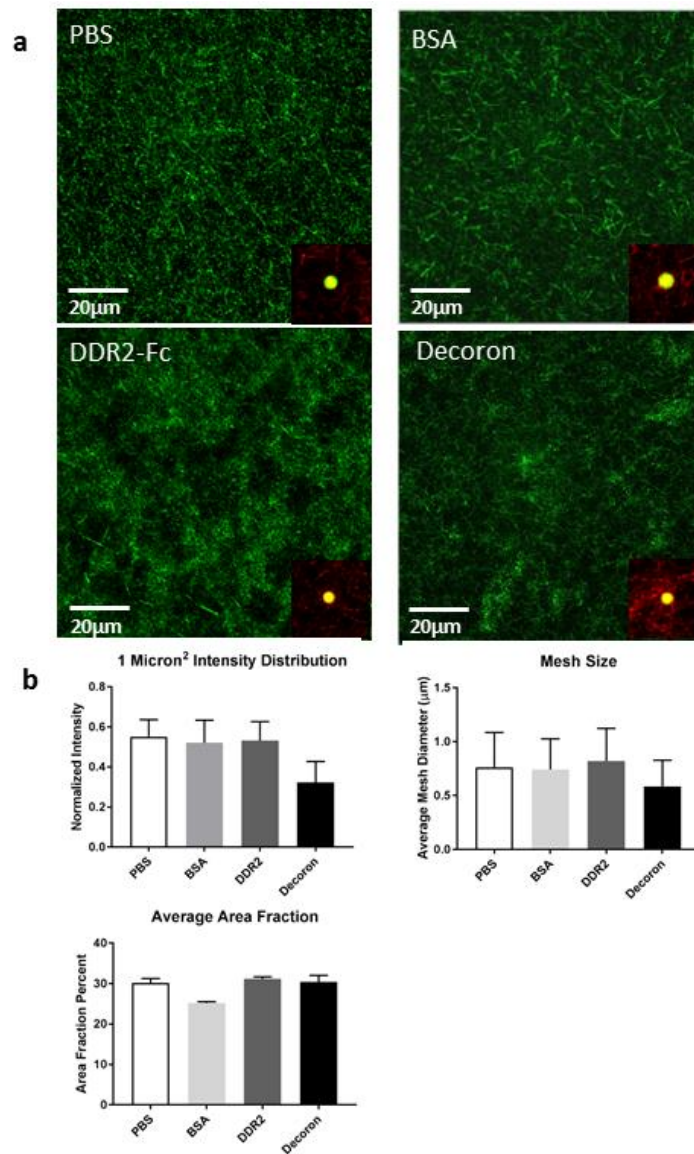 a
PBS
BSA
20µm
20µm
DDR2-Fc
Decoron
20µm
20µm
b
1 Micron² Intensity Distribution
Normalized Intensity
0.8
0.6
0.4
0.2
0.0
PBS
BSA
DDR2
Decoron
Mesh Size
Average Mesh Diameter (µm)
1.5
1.0
0.5
0.0
PBS
BSA
DDR2
Decoron
Average Area Fraction
Area Fraction Percent
40
30
20
10
0
PBS
BSA
DDR2
Decoron